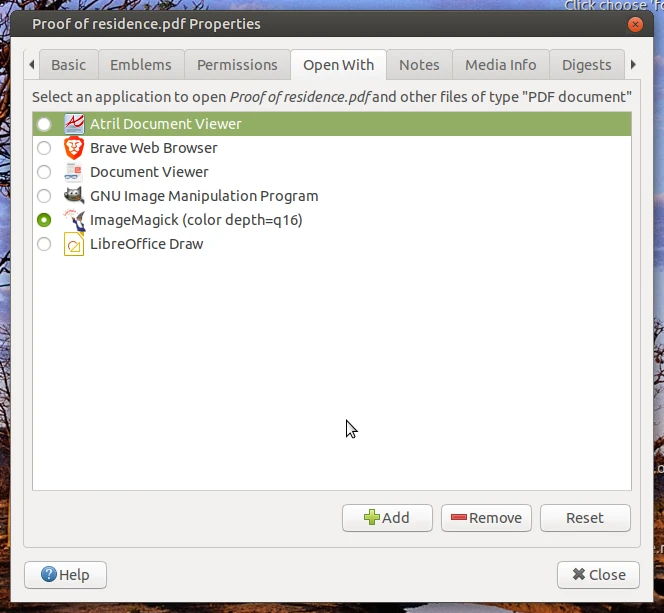 Click choose 'fo
Proof of residence.pdf Properties
Basic Emblems Permissions Open With Notes Media Info Digests
Select an application to open Proof of residence.pdf and other files of type "PDF document"
Atril Document Viewer
Brave Web Browser
Document Viewer
GNU Image Manipulation Program
ImageMagick (color depth=q16)
LibreOffice Draw
Add Remove Reset
Help Close